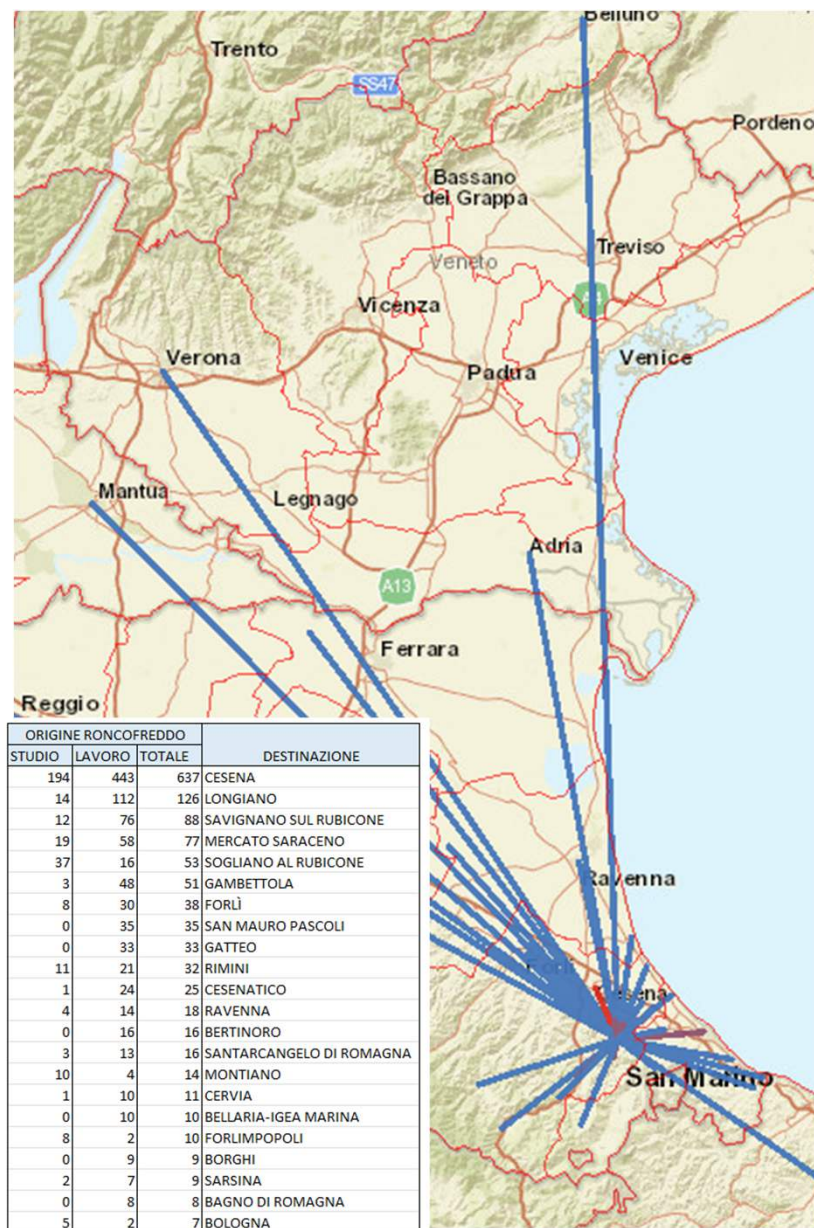 Belluno
Trento
SS47
Pordeno
Bassano
del Grappa
Treviso
Veneto
Vicenza
Venice
Verona
Padua
Mantua
Legnago
Adria
A13
Ferrara
Reggio
Ravenna
Forlì
Cesena
San Marino
ORIGINE RONCOFREDDO
STUDIO LAVORO TOTALE DESTINAZIONE
194 443 637 CESENA
14 112 126 LONGIANO
12 76 88 SAVIGNANO SUL RUBICONE
19 58 77 MERCATO SARACENO
37 16 53 SOGLIANO AL RUBICONE
3 48 51 GAMBETTOLA
8 30 38 FORLÌ
0 35 35 SAN MAURO PASCOLI
0 33 33 GATTEO
11 21 32 RIMINI
1 24 25 CESENATICO
4 14 18 RAVENNA
0 16 16 BERTINORO
3 13 16 SANTARCANGELO DI ROMAGNA
10 4 14 MONTIANO
1 10 11 CERVIA
0 10 10 BELLARIA-IGEA MARINA
8 2 10 FORLIMPOPOLI
0 9 9 BORGHI
2 7 9 SARSINA
0 8 8 BAGNO DI ROMAGNA
5 2 7 BOLOGNA